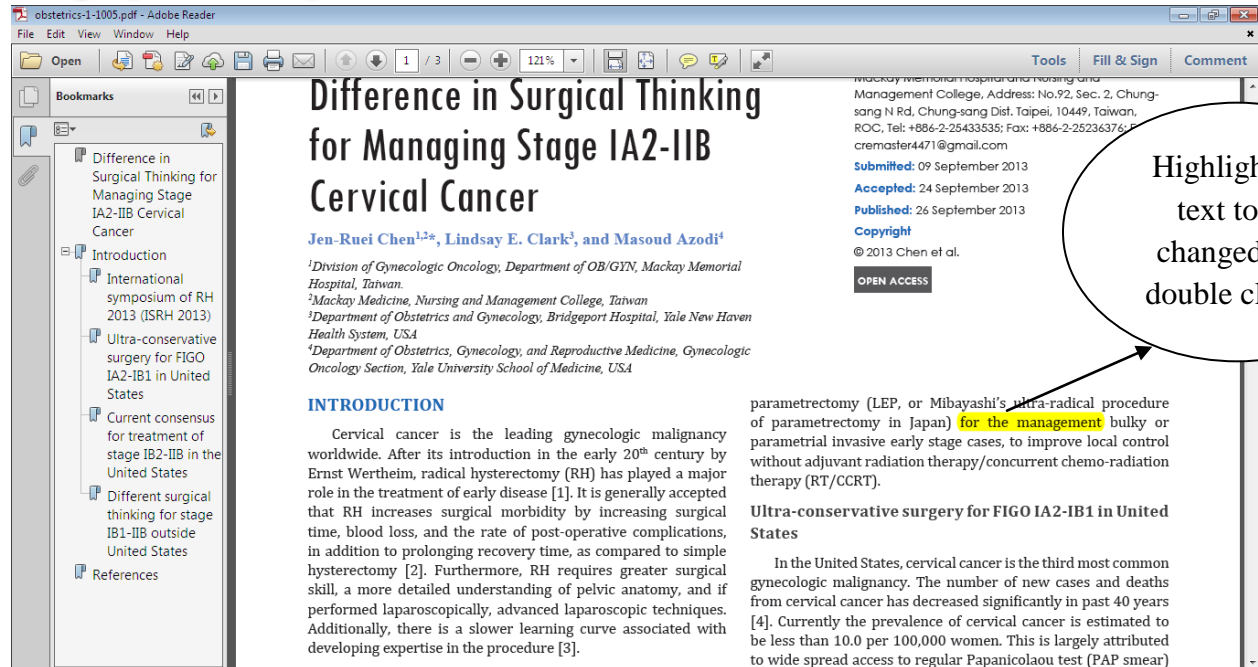 obstetrics-1-1005.pdf - Adobe Reader
File Edit View Window Help
Open 1 / 3 121% Tools Fill & Sign Comment
Bookmarks
Difference in
Surgical Thinking for
Managing Stage
IA2-IIB Cervical
Cancer
Introduction
International
symposium of RH
2013 (ISRH 2013)
Ultra-conservative
surgery for FIGO
IA2-IB1 in United
States
Current consensus
for treatment of
stage IB2-IIB in the
United States
Different surgical
thinking for stage
IB1-IIB outside
United States
References
Difference in Surgical Thinking
for Managing Stage IA2-IIB
Cervical Cancer
Jen-Ruei Chen1,2*, Lindsay E. Clark3, and Masoud Azodi4
1Division of Gynecologic Oncology, Department of OB/GYN, Mackay Memorial
Hospital, Taiwan.
2Mackay Medicine, Nursing and Management College, Taiwan
3Department of Obstetrics and Gynecology, Bridgeport Hospital, Yale New Haven
Health System, USA
4Department of Obstetrics, Gynecology, and Reproductive Medicine, Gynecologic
Oncology Section, Yale University School of Medicine, USA
Mackay Memorial Hospital and Nursing and
Management College, Address: No.92, Sec. 2, Chung-
sang N Rd, Chung-sang Dist. Taipei, 10449, Taiwan,
ROC, Tel: +886-2-25433535; Fax: +886-2-25236376;
cremaster4471@gmail.com
Submitted: 09 September 2013
Accepted: 24 September 2013
Published: 26 September 2013
Copyright
© 2013 Chen et al.
OPEN ACCESS
Highligh
text to
changed
double cl
INTRODUCTION
Cervical cancer is the leading gynecologic malignancy
worldwide. After its introduction in the early 20th century by
Ernst Wertheim, radical hysterectomy (RH) has played a major
role in the treatment of early disease [1]. It is generally accepted
that RH increases surgical morbidity by increasing surgical
time, blood loss, and the rate of post-operative complications,
in addition to prolonging recovery time, as compared to simple
hysterectomy [2]. Furthermore, RH requires greater surgical
skill, a more detailed understanding of pelvic anatomy, and if
performed laparoscopically, advanced laparoscopic techniques.
Additionally, there is a slower learning curve associated with
developing expertise in the procedure [3].
parametrectomy (LEP, or Mibayashi's ultra-radical procedure
of parametrectomy in Japan) for the management bulky or
parametrial invasive early stage cases, to improve local control
without adjuvant radiation therapy/concurrent chemo-radiation
therapy (RT/CCRT).
Ultra-conservative surgery for FIGO IA2-IB1 in United
States
In the United States, cervical cancer is the third most common
gynecologic malignancy. The number of new cases and deaths
from cervical cancer has decreased significantly in past 40 years
[4]. Currently the prevalence of cervical cancer is estimated to
be less than 10.0 per 100,000 women. This is largely attributed
to wide spread access to regular Papanicolaou test (PAP smear)